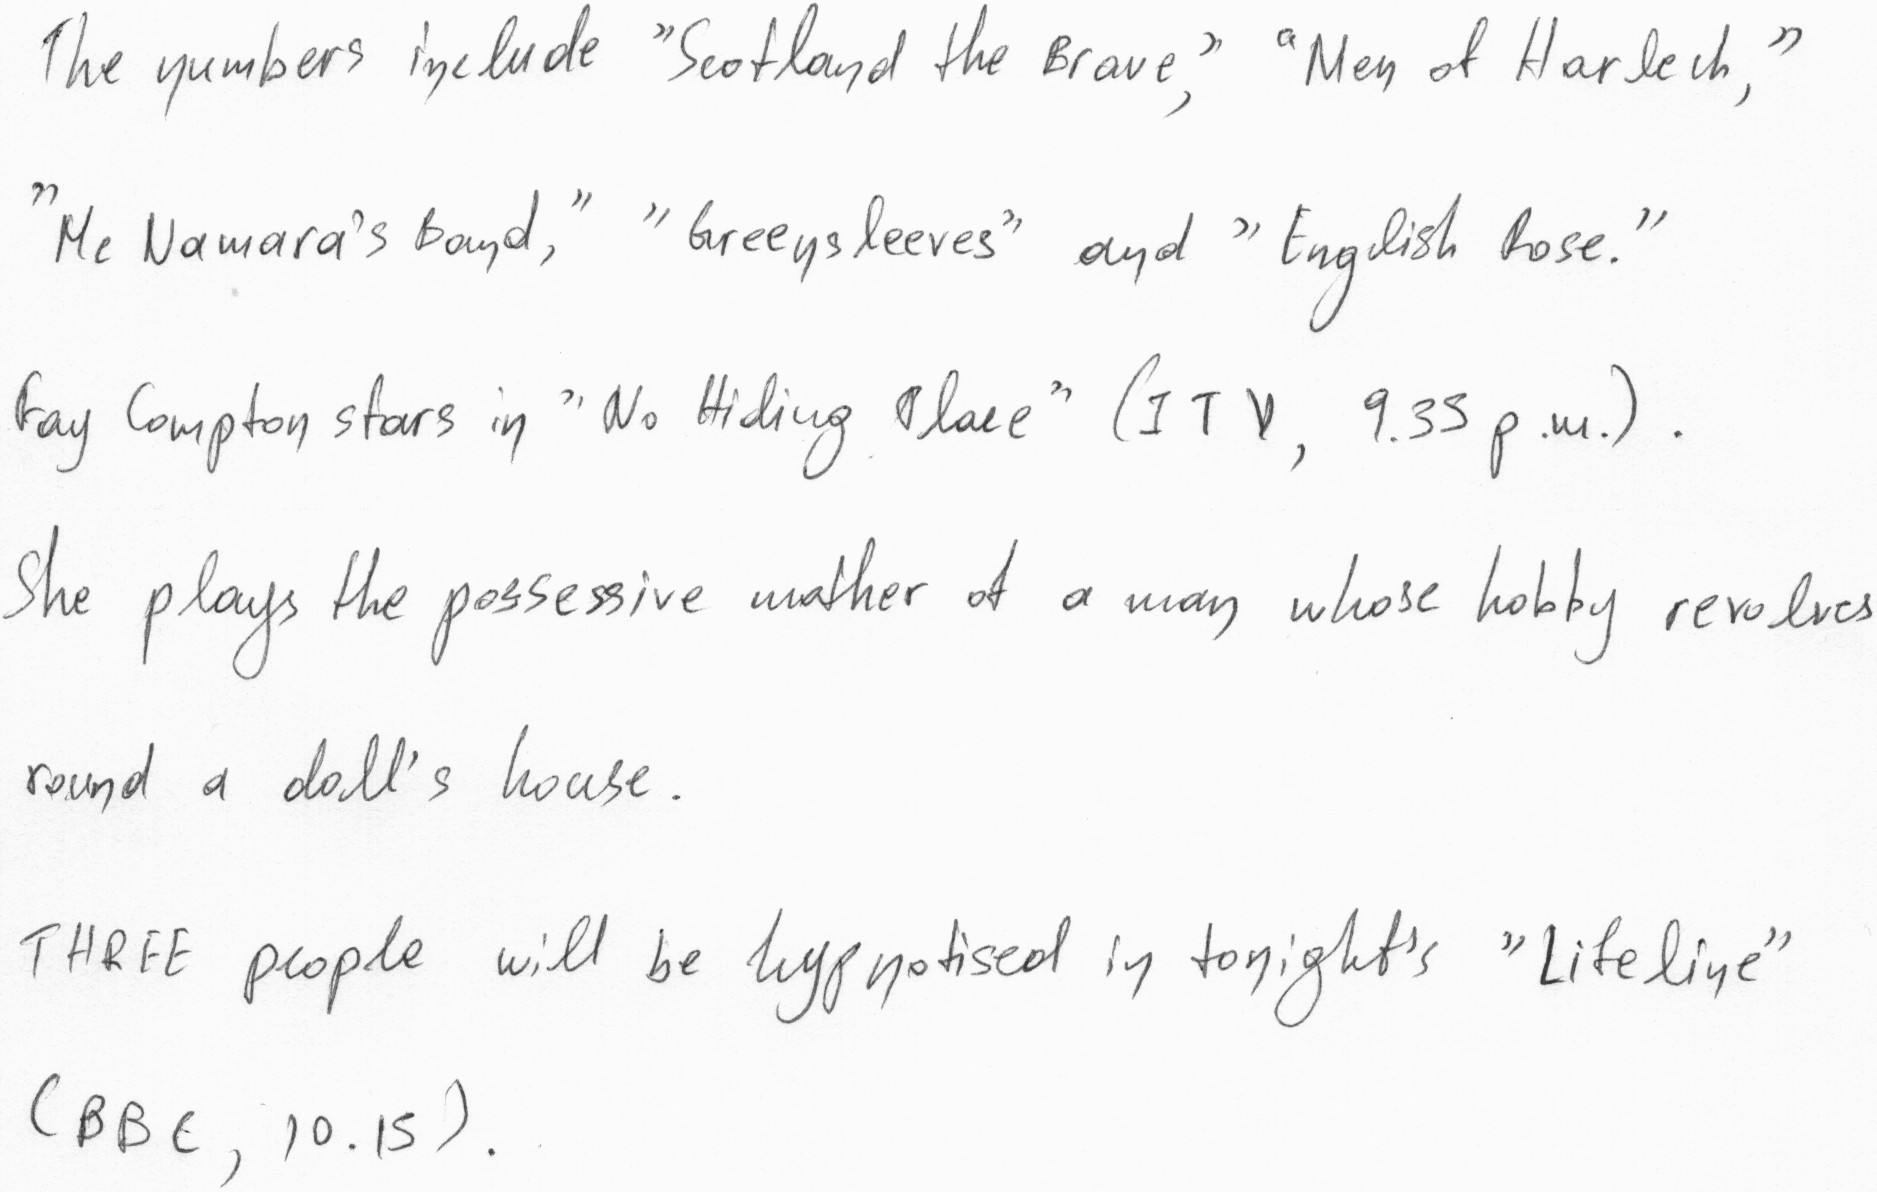 The numbers include "Scotland the Brave," "Men of Harlech,"
"Mc Namara's Band," "Greensleeves" and "English Rose."
Fay Compton stars in "No Hiding Place" (ITV, 9.35 p.m.).
She plays the possessive mother of a man whose hobby revolves
round a doll's house.
THREE people will be hypnotised in tonight's "Lifeline"
(BBC, 10.15).